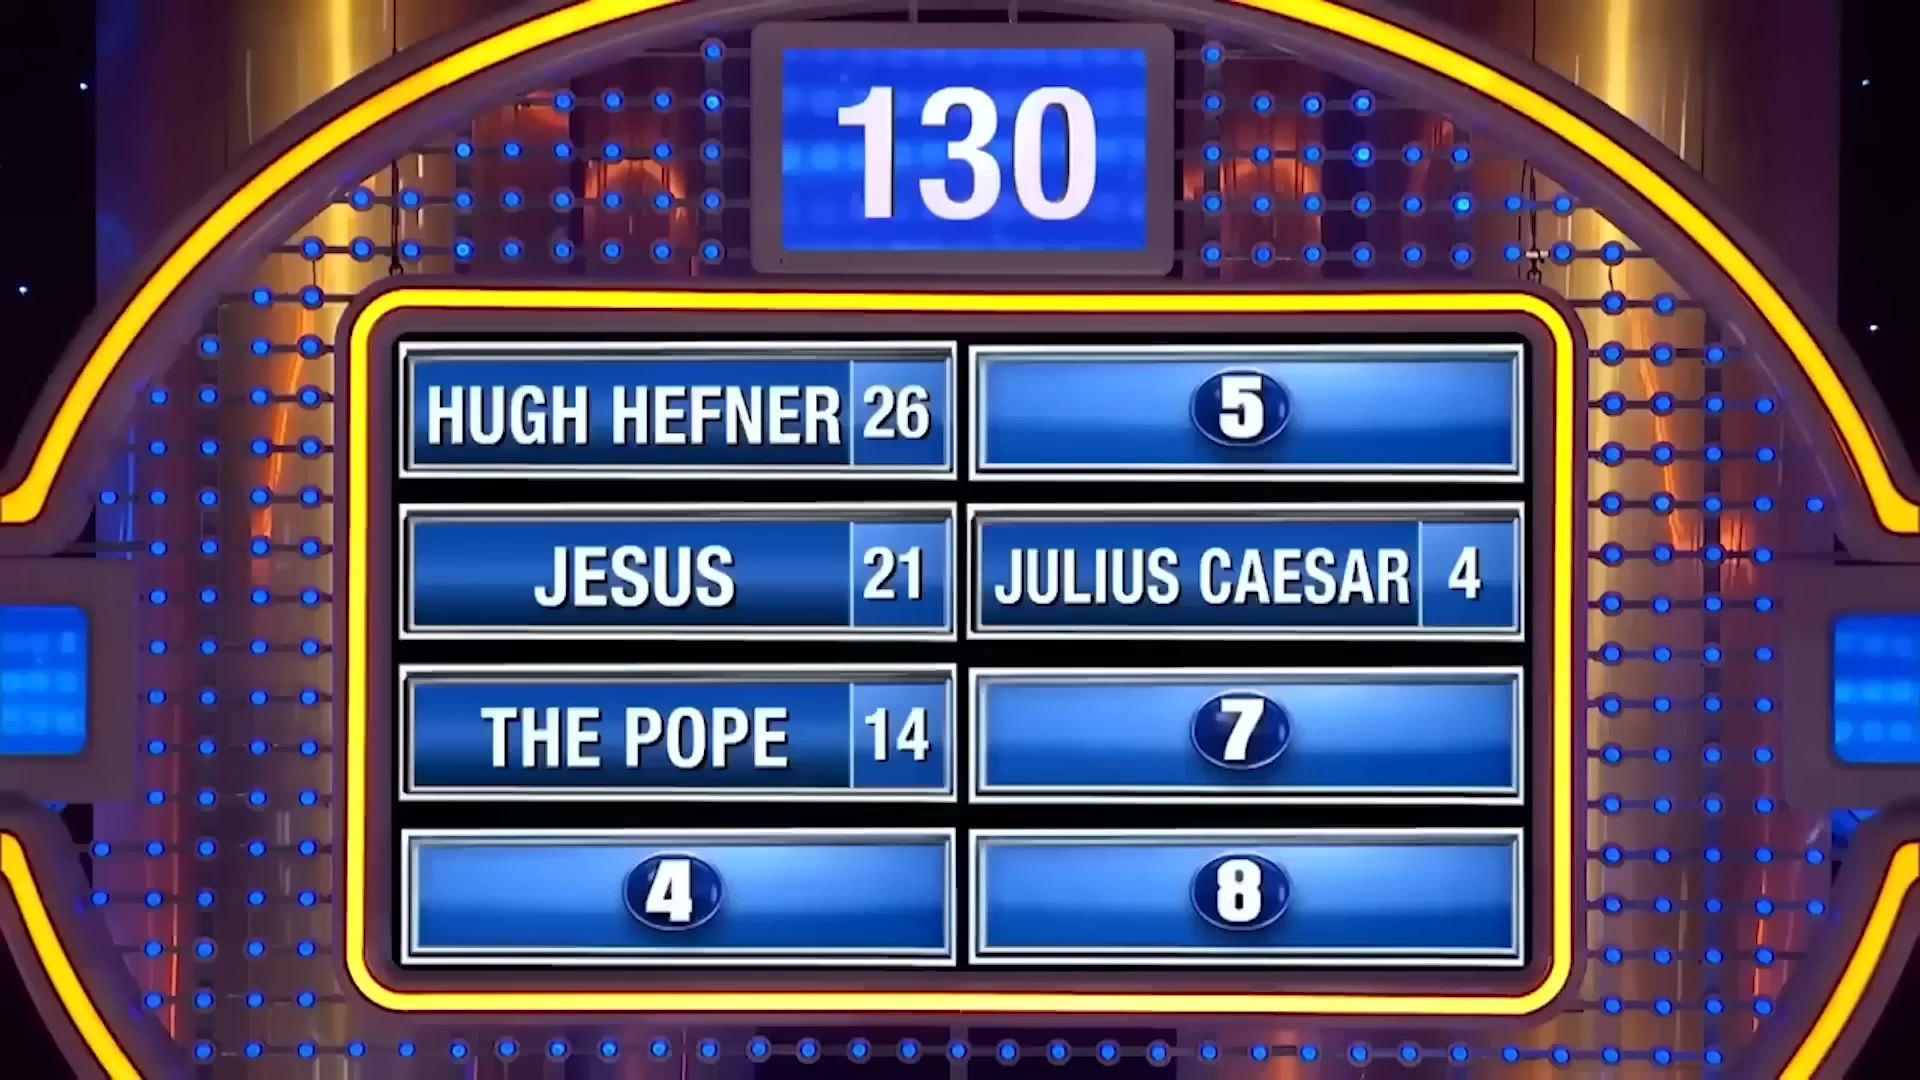 130
HUGH HEFNER 26
5
JESUS 21
JULIUS CAESAR 4
THE POPE 14
7
4
8